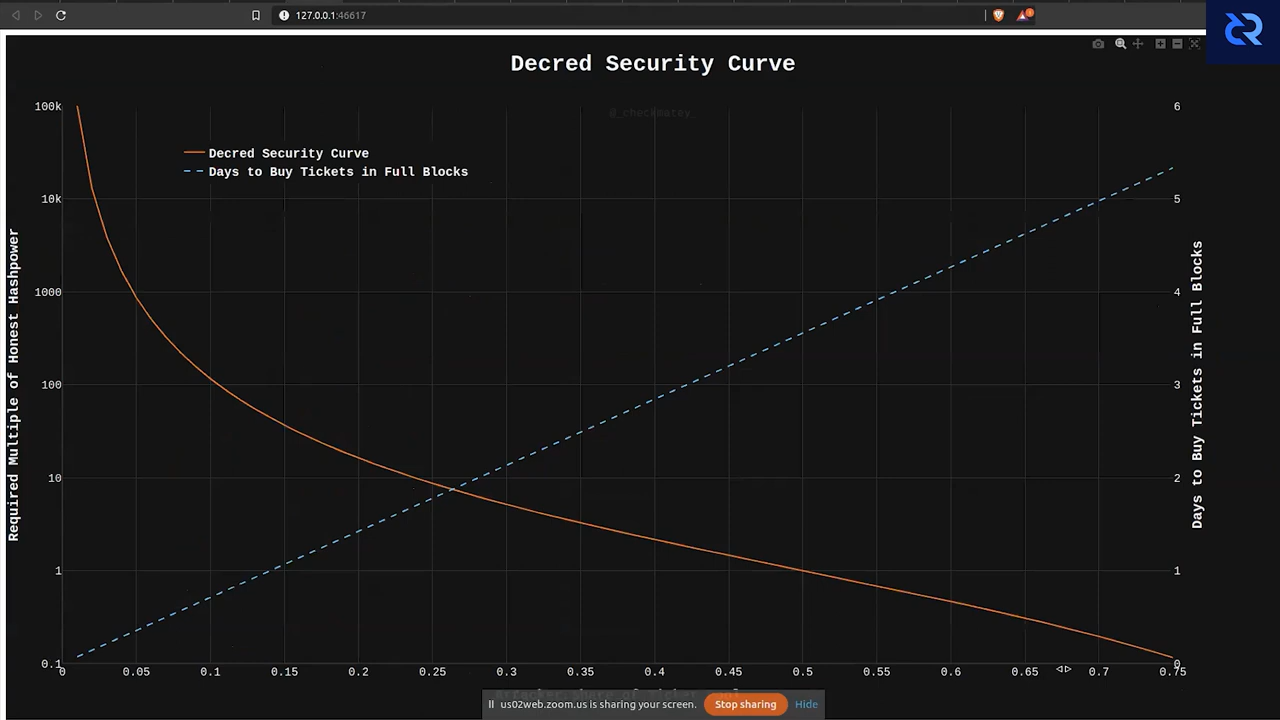 127.0.0.1:46617
Decred Security Curve
@_checkmatey_
Decred Security Curve
Days to Buy Tickets in Full Blocks
Required Multiple of Honest Hashpower
100k
10k
1000
100
10
1
0.1
Days to Buy Tickets in Full Blocks
6
5
4
3
2
1
0
0 0.05 0.1 0.15 0.2 0.25 0.3 0.35 0.4 0.45 0.5 0.55 0.6 0.65 0.7 0.75
us02web.zoom.us is sharing your screen. Stop sharing Hide